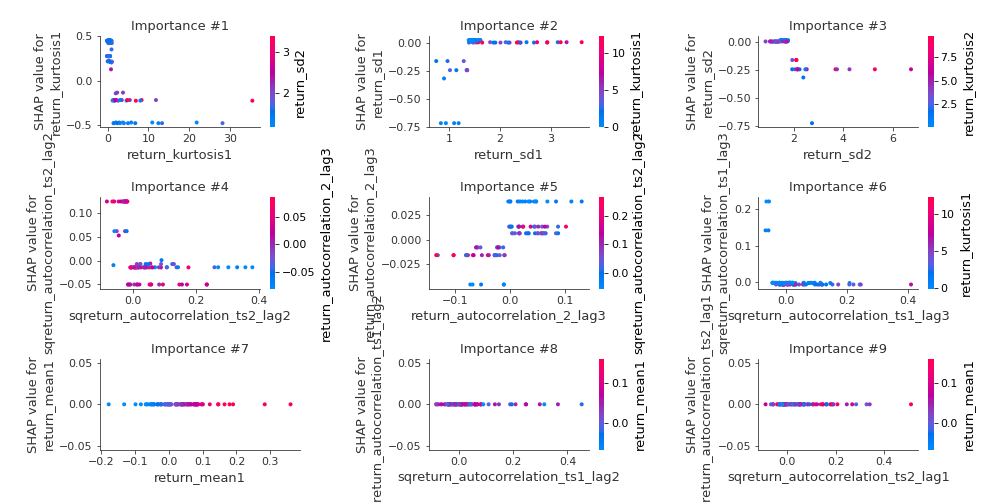 Importance #1
SHAP value for
return_kurtosis1
0.5
0.0
−0.5
0
10
20
30
return_kurtosis1
3
2
return_sd2
Importance #2
SHAP value for
return_sd1
0.00
−0.25
−0.50
−0.75
1
2
3
return_sd1
10
5
0
return_kurtosis1
Importance #3
SHAP value for
return_sd2
0.00
−0.25
−0.50
−0.75
2
4
6
return_sd2
7.5
5.0
2.5
return_kurtosis2
Importance #4
SHAP value for
sqreturn_autocorrelation_ts2_lag2
0.10
0.05
0.00
−0.05
0.0
0.2
0.4
sqreturn_autocorrelation_ts2_lag2
0.05
0.00
−0.05
return_autocorrelation_2_lag3
Importance #5
SHAP value for
return_autocorrelation_2_lag3
0.025
0.000
−0.025
−0.1
0.0
0.1
return_autocorrelation_2_lag3
0.2
0.1
0.0
sqreturn_autocorrelation_ts2_lag2
Importance #6
SHAP value for
sqreturn_autocorrelation_ts1_lag3
0.2
0.1
0.0
0.0
0.2
0.4
sqreturn_autocorrelation_ts1_lag3
10
5
0
return_kurtosis1
Importance #7
SHAP value for
return_mean1
0.05
0.00
−0.05
−0.2
−0.1
0.0
0.1
0.2
0.3
return_mean1
Importance #8
SHAP value for
sqreturn_autocorrelation_ts1_lag2
0.05
0.00
−0.05
0.0
0.2
0.4
sqreturn_autocorrelation_ts1_lag2
0.1
0.0
return_mean1
Importance #9
SHAP value for
sqreturn_autocorrelation_ts2_lag1
0.05
0.00
−0.05
0.0
0.2
0.4
sqreturn_autocorrelation_ts2_lag1
0.1
0.0
return_mean1